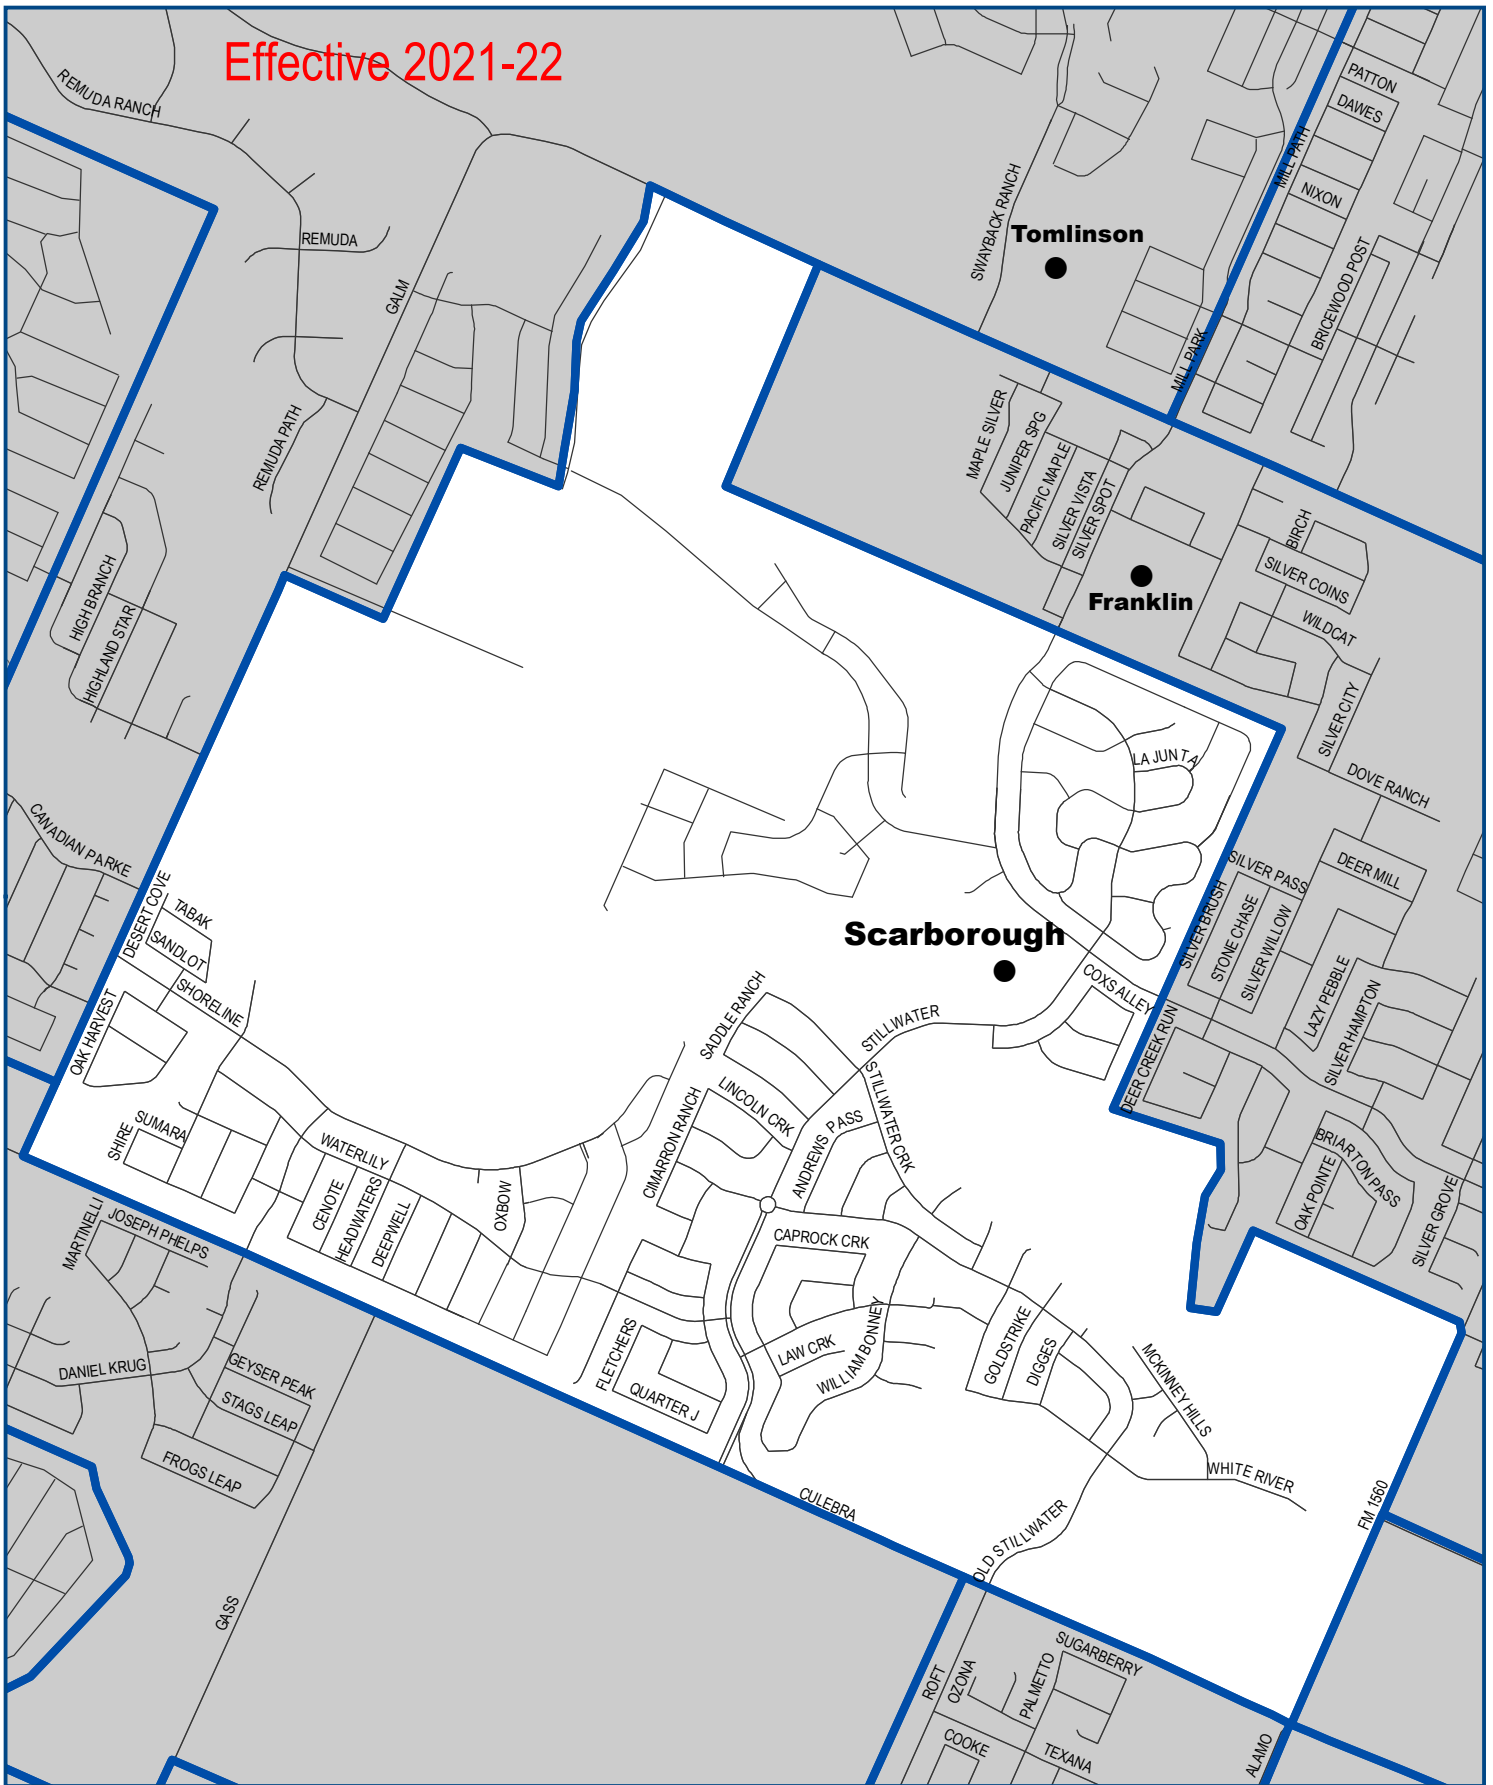 Effective 2021-22
REMUDA RANCH
PATTON
DAWES
MILL PATH
NIXON
SWAYBACK RANCH
Tomlinson
REMUDA
GALM
BRICEWOOD POST
MILL PARK
MAPLE SILVER
JUNIPER SPG
PACIFIC MAPLE
SILVER VISTA
SILVER SPOT
REMUDA PATH
BIRCH
SILVER COINS
Franklin
WILDCAT
HIGH BRANCH
HIGHLAND STAR
SILVER CITY
LA JUNTA
DOVE RANCH
CANADIAN PARKE
SILVER PASS
DEER MILL
DESERT COVE
TABAK
SANDLOT
SILVER BRUSH
STONE CHASE
SILVER WILLOW
Scarborough
SHORELINE
OAK HARVEST
COXS ALLEY
LAZY PEBBLE
SILVER HAMPTON
SADDLE RANCH
STILLWATER
DEER CREEK RUN
STILLWATER CRK
LINCOLN CRK
CIMARRON RANCH
ANDREWS PASS
SHIRE
SUMARA
WATERLILY
BRIARTON PASS
OAK POINTE
SILVER GROVE
CENOTE
HEADWATERS
DEEPWELL
OXBOW
MARTINELLI
JOSEPH PHELPS
CAPROCK CRK
GOLDSTRIKE
DIGGES
LAW CRK
WILLIAM BONNEY
MCKINNEY HILLS
FLETCHERS
QUARTER J
DANIEL KRUG
GEYSER PEAK
STAGS LEAP
FROGS LEAP
WHITE RIVER
CULEBRA
FM 1560
OLD STILLWATER
GASS
SUGARBERRY
ROFT
OZONA
PALMETTO
COOKE
TEXANA
ALAMO